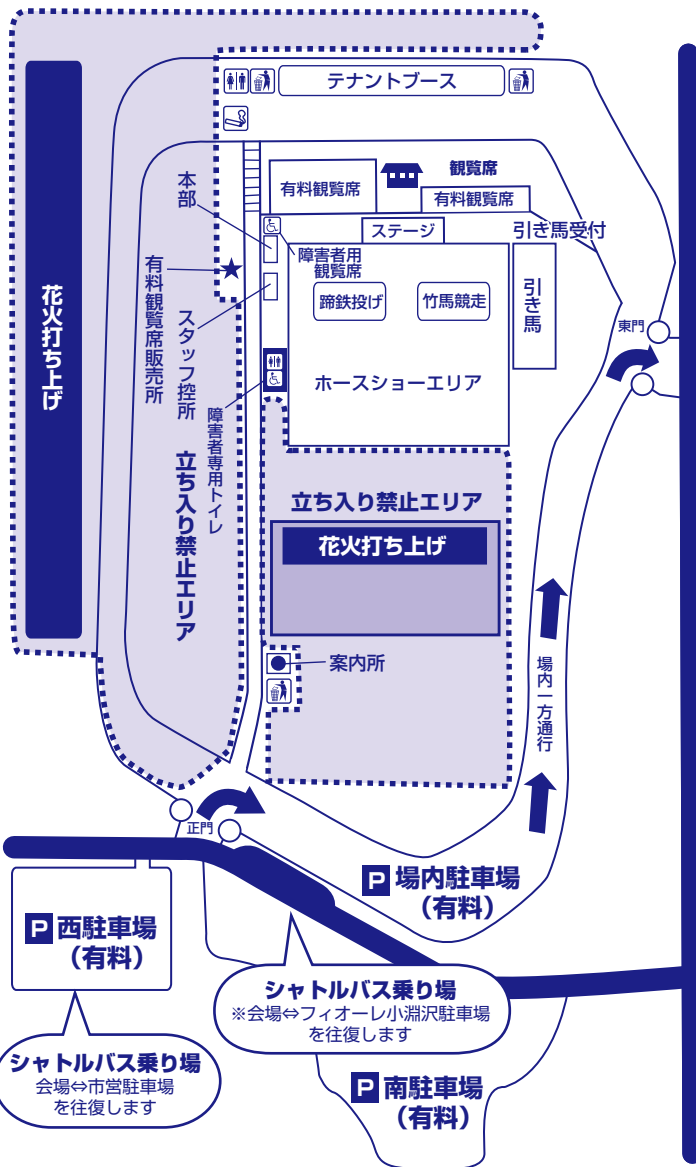 テナントブース
観覧席
有料観覧席
有料観覧席
本部
ステージ
引き馬受付
障害者用
観覧席
有料観覧席販売所
スタッフ控所
蹄鉄投げ
竹馬競走
引き馬
花火打ち上げ
東門
ホースショーエリア
障害者専用トイレ
立ち入り禁止エリア
立ち入り禁止エリア
花火打ち上げ
案内所
場内一方通行
正門
P 場内駐車場
（有料）
P 西駐車場
（有料）
シャトルバス乗り場
※会場⇔フィオーレ小淵沢駐車場
を往復します
シャトルバス乗り場
会場⇔市営駐車場
を往復します
P 南駐車場
（有料）